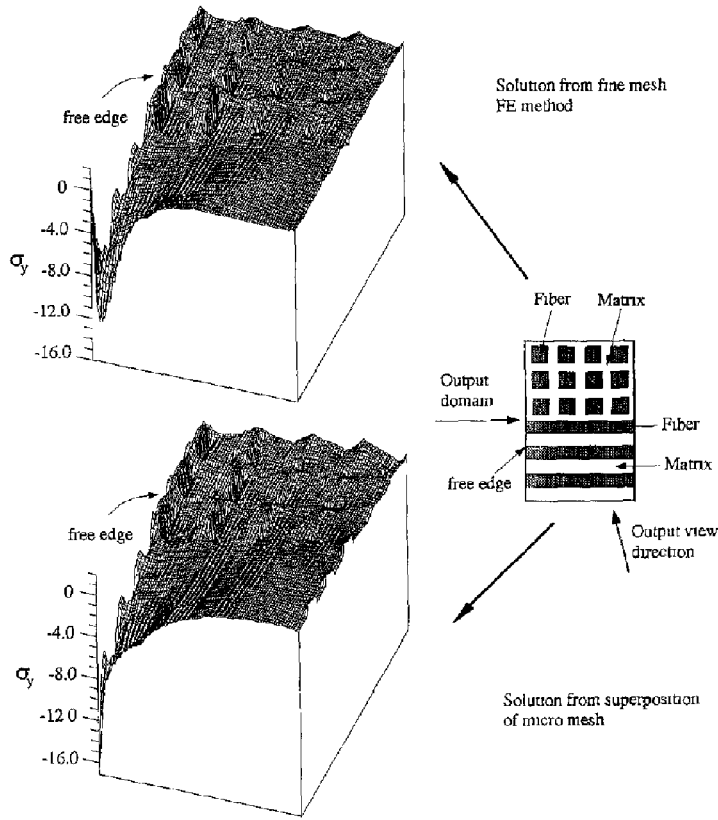 free edge
Solution from fine mesh
FE method
0
-4.0
σy
-8.0
-12.0
-16.0
Fiber
Matrix
Output
domain
Fiber
Matrix
free edge
Output view
direction
free edge
0
-4.0
σy
-8.0
-12.0
-16.0
Solution from superposition
of micro mesh